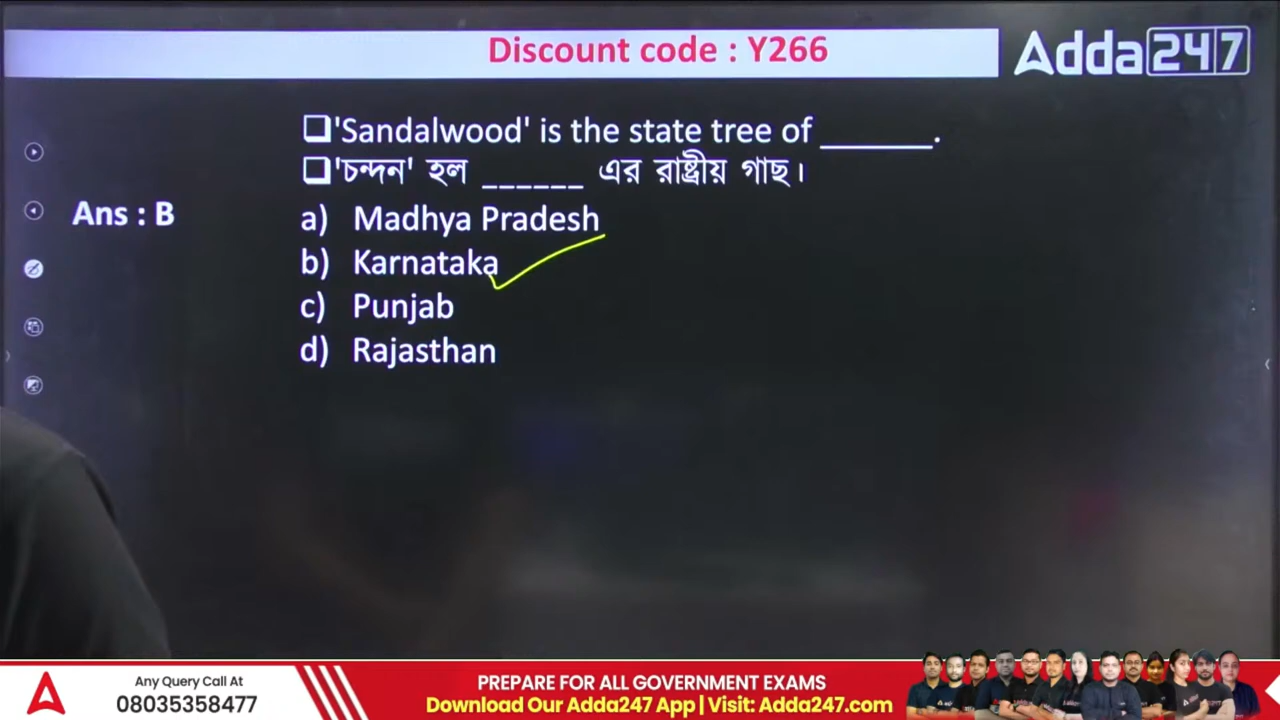 Discount code : Y266
Adda247
'Sandalwood' is the state tree of _______.
'চন্দন' হল ______ এর রাষ্ট্রীয় গাছ।
Ans : B
a) Madhya Pradesh
b) Karnataka
c) Punjab
d) Rajasthan
Any Query Call At
08035358477
PREPARE FOR ALL GOVERNMENT EXAMS
Download Our Adda247 App | Visit: Adda247.com